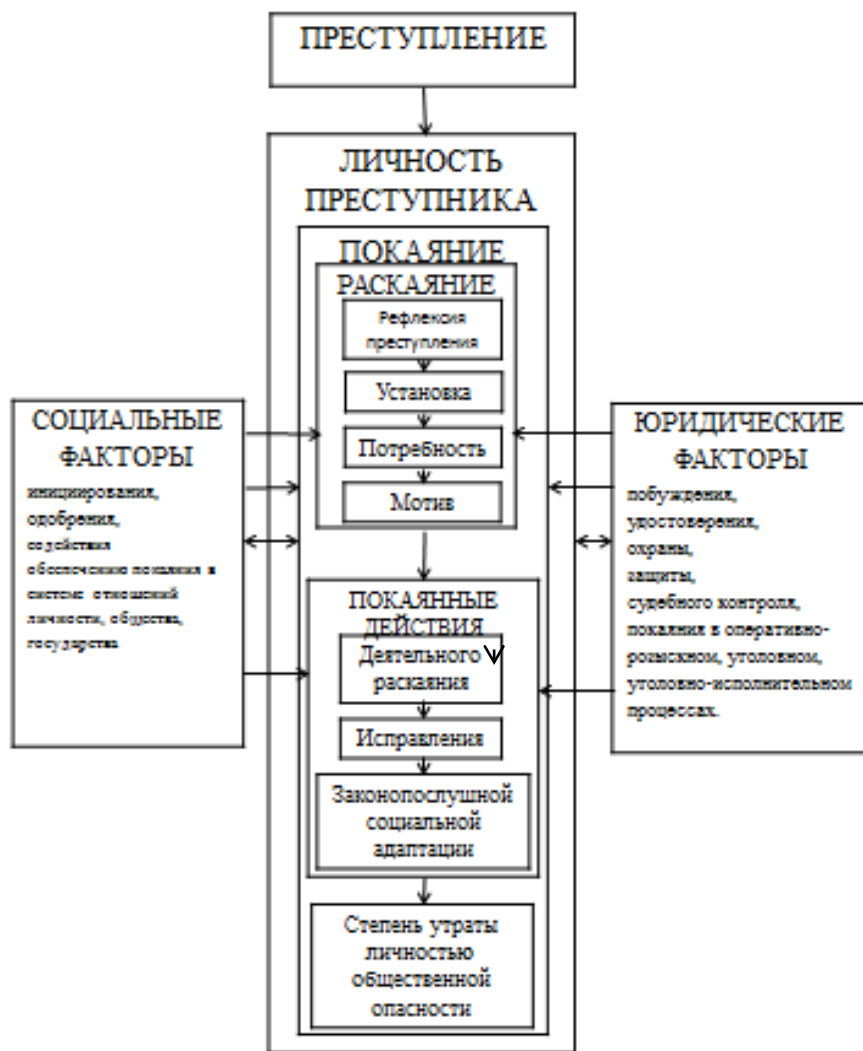 ПРЕСТУПЛЕНИЕ
ЛИЧНОСТЬ
ПРЕСТУПНИКА
ПОКАЯНИЕ
РАСКАЯНИЕ
Рефлексия
преступления
Установка
Потребность
Мотив
СОЦИАЛЬНЫЕ
ФАКТОРЫ
инициирования,
одобрения,
содействия
обеспечению покаяния в
системе отношений
личности, общества,
государства
ЮРИДИЧЕСКИЕ
ФАКТОРЫ
побуждения,
удостоверения,
охраны,
защиты,
судебного контроля,
покаяния в оперативно-
розыскном, уголовном,
уголовно-исполнительном
процессах.
ПОКАЯННЫЕ
ДЕЙСТВИЯ
Деятельного
раскаяния
Исправления
Законопослушной
социальной
адаптации
Степень утраты
личностью
общественной
опасности